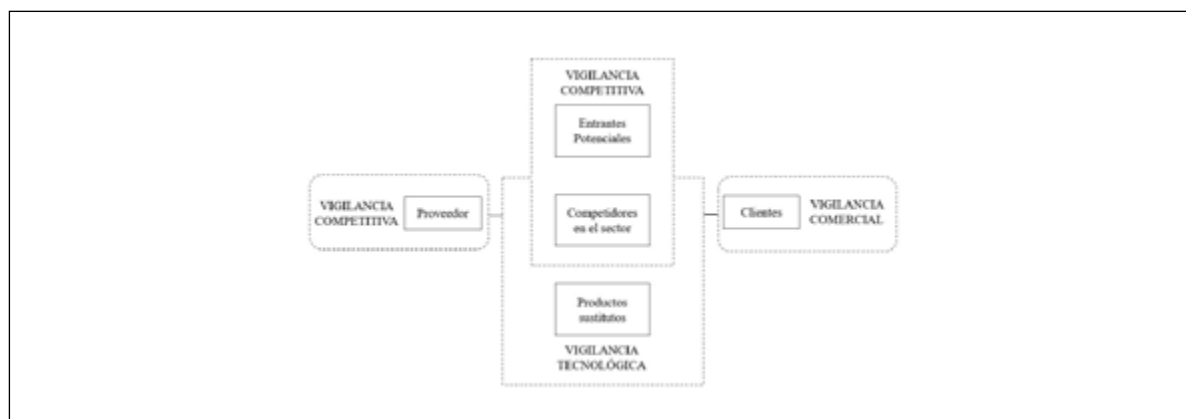 VIGILANCIA
COMPETITIVA
Entrantes
Potenciales
VIGILANCIA
COMPETITIVA
Proveedor
Competidores
en el sector
Clientes
VIGILANCIA
COMERCIAL
Productos
sustitutos
VIGILANCIA
TECNOLÓGICA